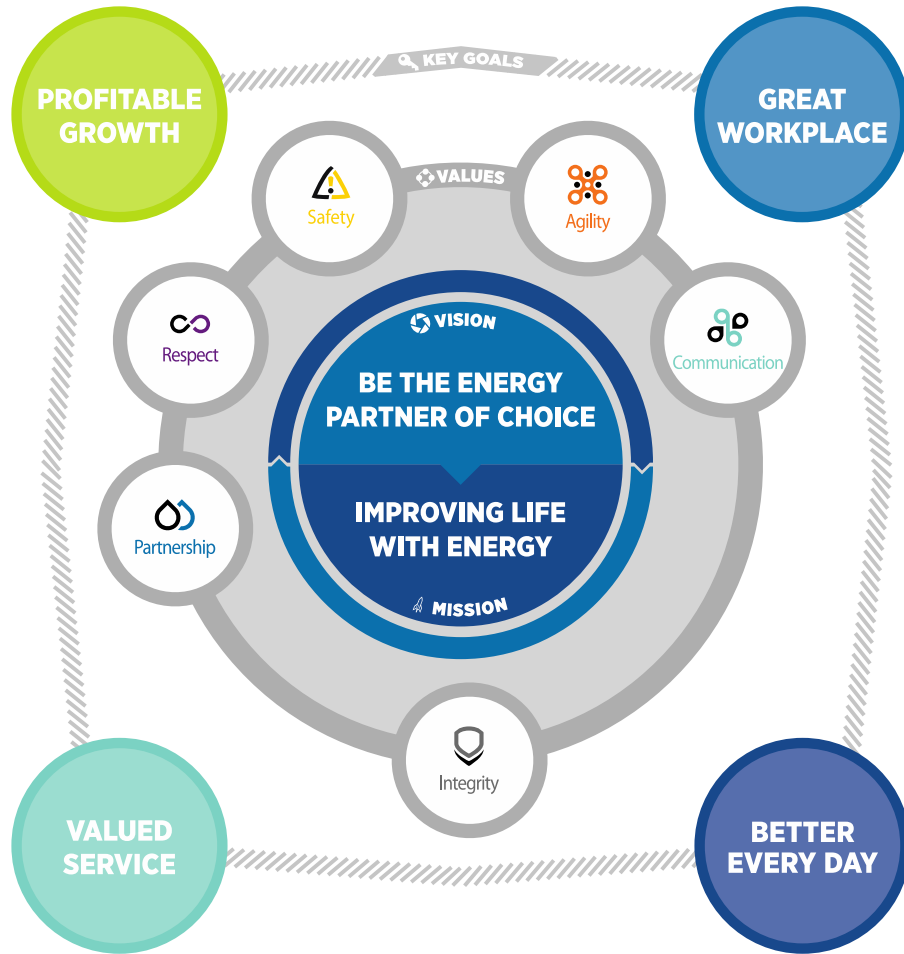 PROFITABLE
GROWTH
KEY GOALS
GREAT
WORKPLACE
VALUES
Safety
Agility
Respect
Communication
VISION
BE THE ENERGY
PARTNER OF CHOICE
IMPROVING LIFE
WITH ENERGY
MISSION
Partnership
Integrity
VALUED
SERVICE
BETTER
EVERY DAY